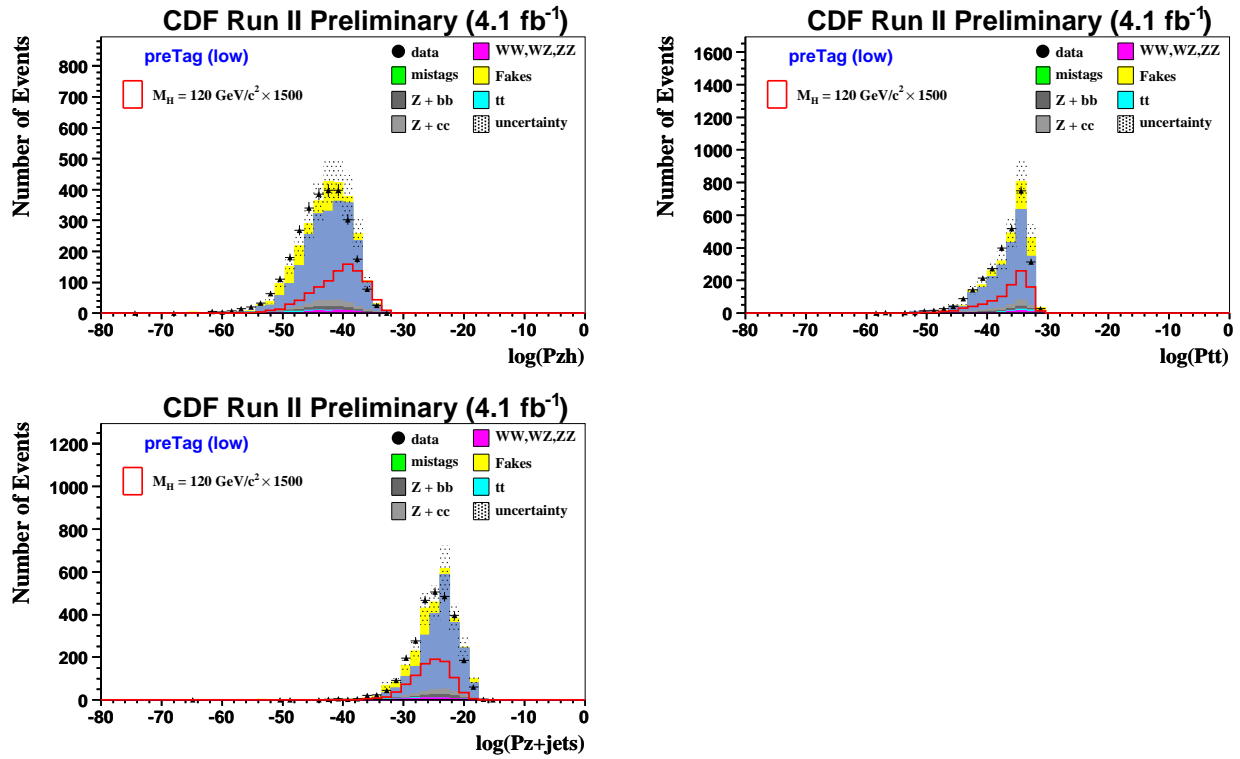 CDF Run II Preliminary (4.1 fb-1)
Number of Events
800
700
600
500
400
300
200
100
0
preTag (low)
MH = 120 GeV/c2 × 1500
data
WW,WZ,ZZ
mistags
Fakes
Z + bb
tt
Z + cc
uncertainty
-80 -70 -60 -50 -40 -30 -20 -10 0
log(Pzh)
CDF Run II Preliminary (4.1 fb-1)
Number of Events
1600
1400
1200
1000
800
600
400
200
0
preTag (low)
MH = 120 GeV/c2 × 1500
data
WW,WZ,ZZ
mistags
Fakes
Z + bb
tt
Z + cc
uncertainty
-80 -70 -60 -50 -40 -30 -20 -10 0
log(Ptt)
CDF Run II Preliminary (4.1 fb-1)
Number of Events
1200
1000
800
600
400
200
0
preTag (low)
MH = 120 GeV/c2 × 1500
data
WW,WZ,ZZ
mistags
Fakes
Z + bb
tt
Z + cc
uncertainty
-80 -70 -60 -50 -40 -30 -20 -10 0
log(Pz+jets)